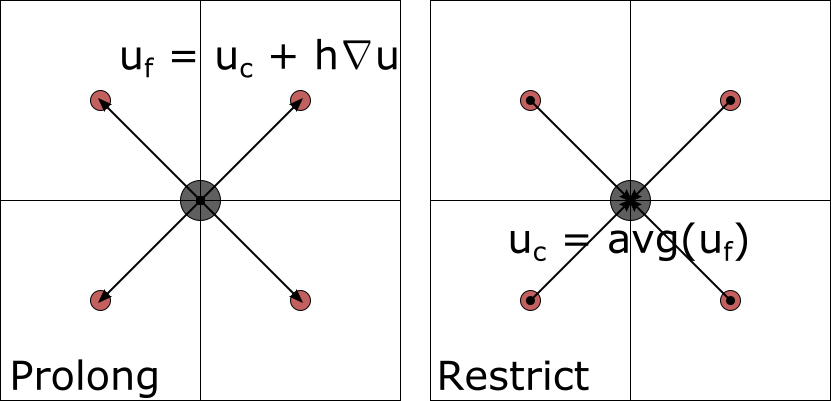 u_f = u_c + h∇u
Prolong
u_c = avg(u_f)
Restrict